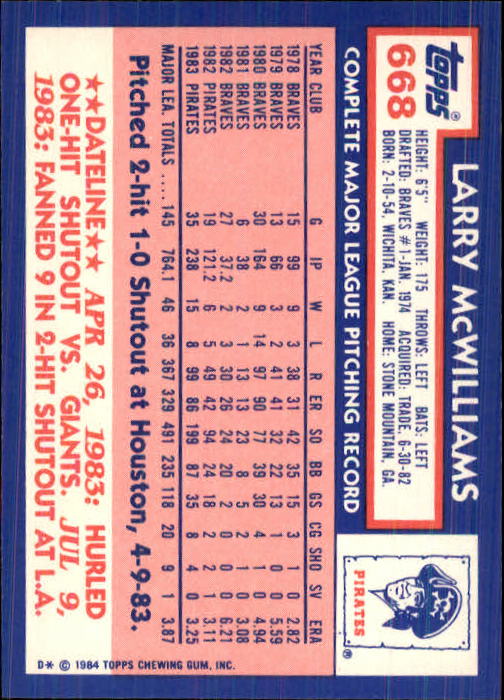 topps®
668
LARRY McWILLIAMS
HEIGHT: 6'5" WEIGHT: 175 THROWS: LEFT BATS: LEFT
DRAFTED: BRAVES #1-JAN. 1974 ACQUIRED: TRADE, 6-30-82
BORN: 2-10-54, WICHITA, KAN. HOME: STONE MOUNTAIN, GA.
PIRATES®
COMPLETE MAJOR LEAGUE PITCHING RECORD
YEAR CLUB G IP W L R ER SO BB GS CG SHO SV ERA
1978 BRAVES 15 99 9 3 38 31 42 35 15 3 1 0 2.82
1979 BRAVES 13 66 3 2 41 41 32 22 13 0 0 0 5.59
1980 BRAVES 30 164 9 14 97 90 77 39 30 4 1 0 4.94
1981 BRAVES 6 38 2 1 13 13 23 8 5 2 1 0 3.08
1982 BRAVES 27 37.2 2 3 30 26 24 20 2 0 0 0 6.21
1982 PIRATES 19 121.2 6 5 49 42 94 24 18 2 2 1 3.11
1983 PIRATES 35 238 15 8 99 86 199 87 35 8 4 0 3.25
MAJOR LEA. TOTALS .... 145 764.1 46 36 367 329 491 235 118 20 9 1 3.87
Pitched 2-hit 1-0 Shutout at Houston, 4-9-83.
★★DATELINE★★ APR 26, 1983: HURLED
ONE-HIT SHUTOUT VS. GIANTS. JUL 9,
1983: FANNED 9 IN 2-HIT SHUTOUT AT L.A.
D* © 1984 TOPPS CHEWING GUM, INC.